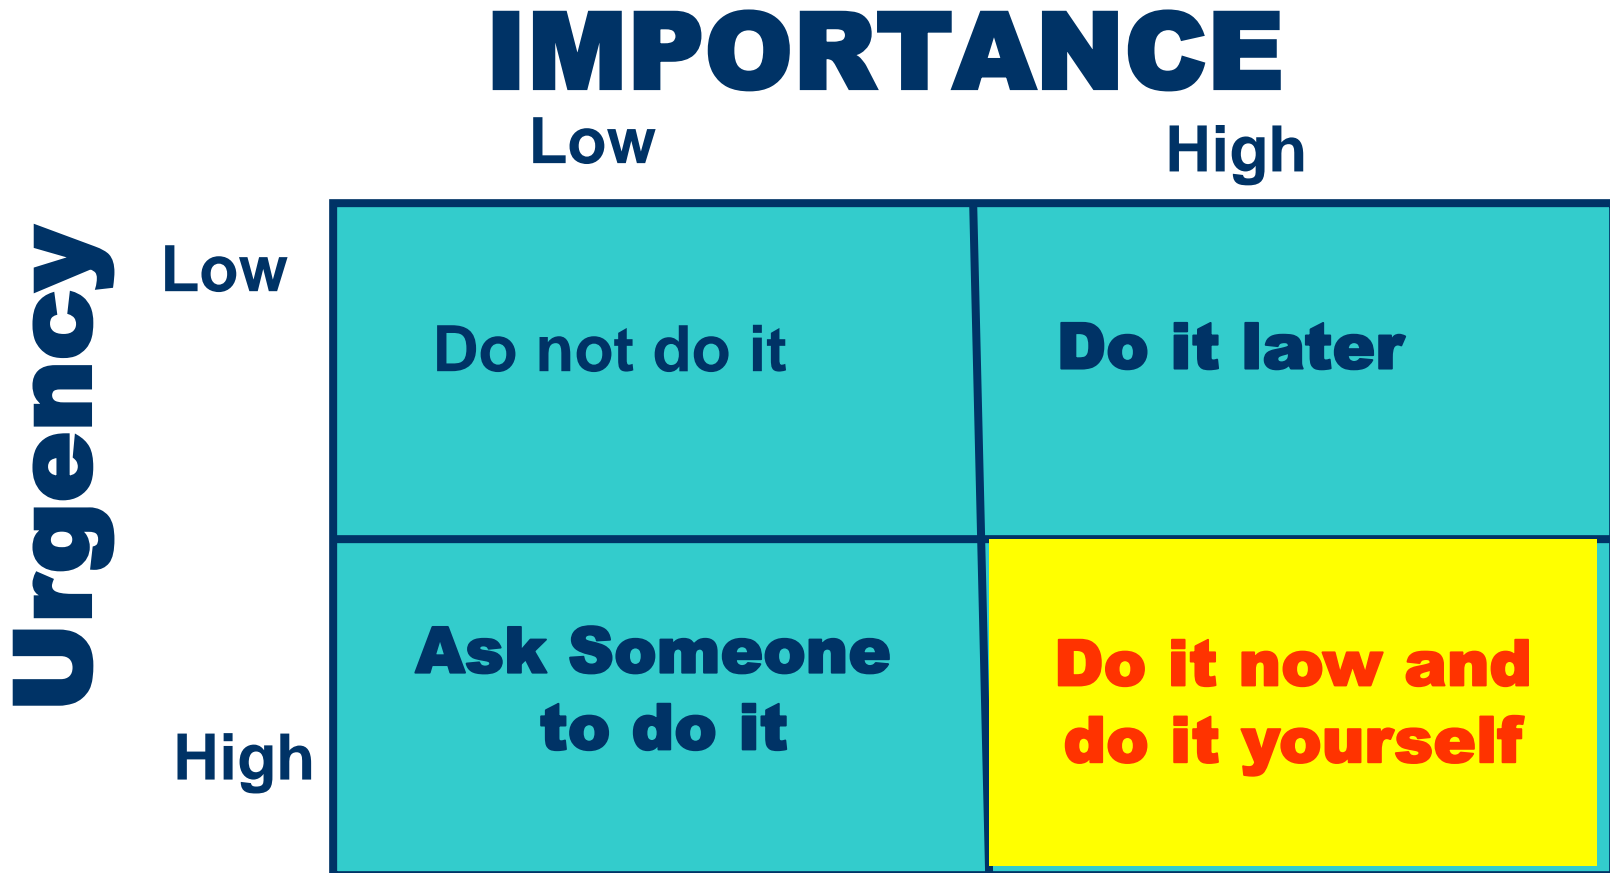 IMPORTANCE
Low
High
Urgency
Low
Do not do it
Do it later
High
Ask Someone
to do it
Do it now and
do it yourself